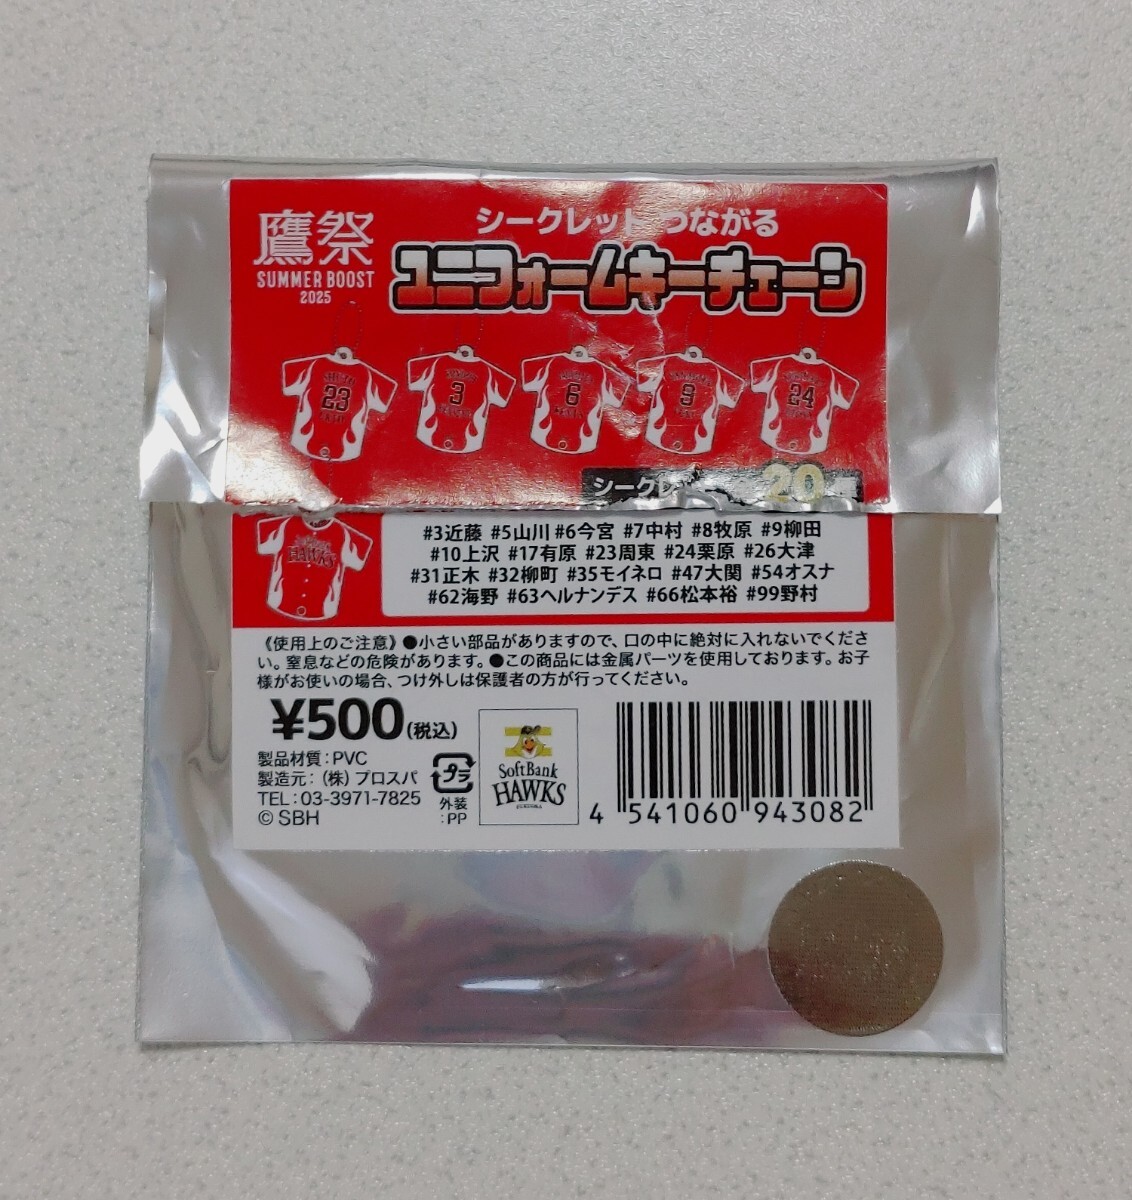 鷹祭
SUMMER BOOST
2025
シークレット つながる
ユニフォームキーチェーン
23
3
6
9
24
シークレ
20
HAWKS
#3近藤 #5山川 #6今宮 #7中村 #8牧原 #9柳田
#10上沢 #17有原 #23周東 #24栗原 #26大津
#31正木 #32柳町 #35モイネロ #47大関 #54オスナ
#62海野 #63ヘルナンデス #66松本裕 #99野村
《使用上のご注意》●小さい部品がありますので、口の中に絶対に入れないでくださ
い。窒息などの危険があります。●この商品には金属パーツを使用しております。お子
様がお使いの場合、つけ外しは保護者の方が行ってください。
¥500(税込)
製品材質：PVC
製造元：(株)プロスパ
TEL：03-3971-7825
©SBH
プラ
外装
：PP
SoftBank
HAWKS
FUKUOKA
4 541060 943082